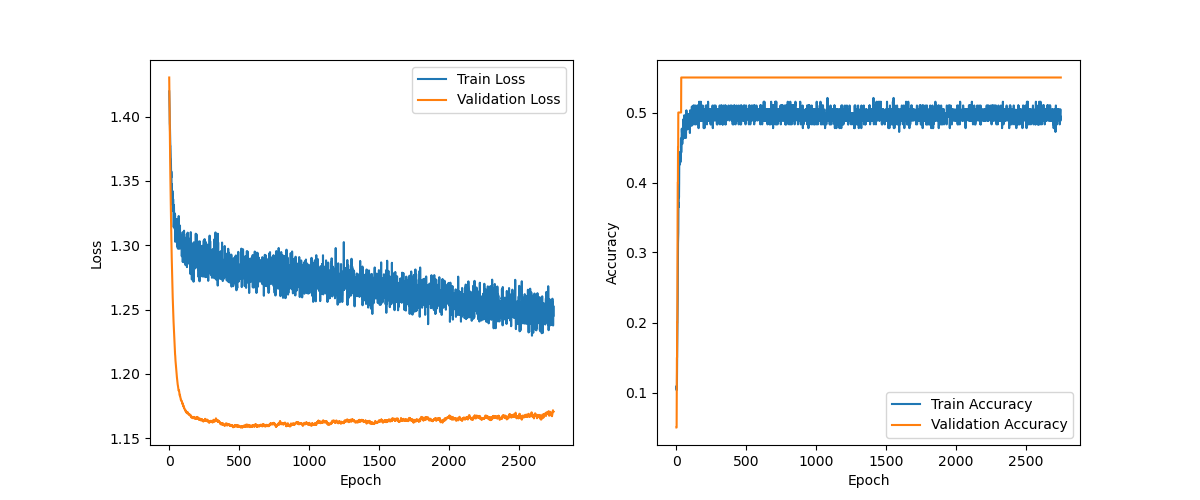 Train Loss
Validation Loss
1.40
1.35
1.30
1.25
1.20
1.15
Loss
0
500
1000
1500
2000
2500
Epoch
0.5
0.4
0.3
0.2
0.1
Accuracy
Train Accuracy
Validation Accuracy
0
500
1000
1500
2000
2500
Epoch